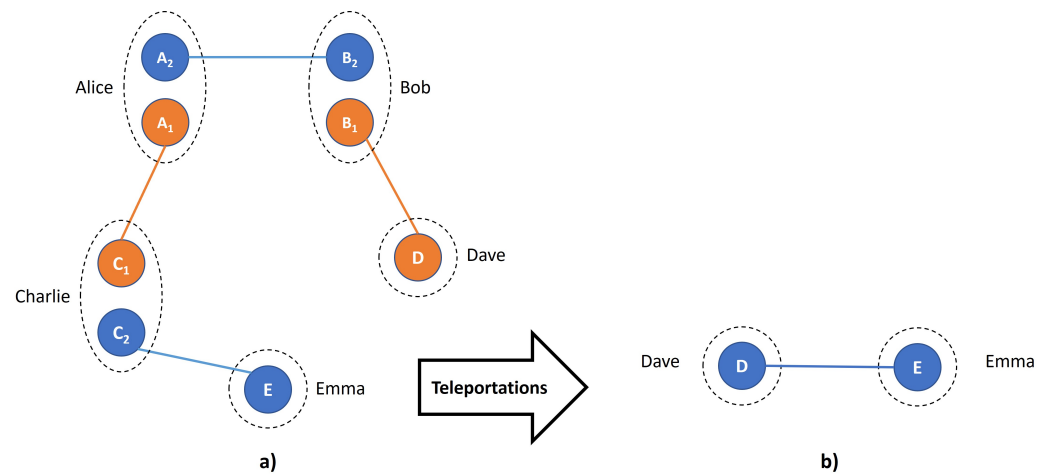 A₂
B₂
Alice
Bob
A₁
B₁
C₁
D
Dave
Charlie
C₂
E
Emma
Teleportations
Dave
D
E
Emma
a)
b)